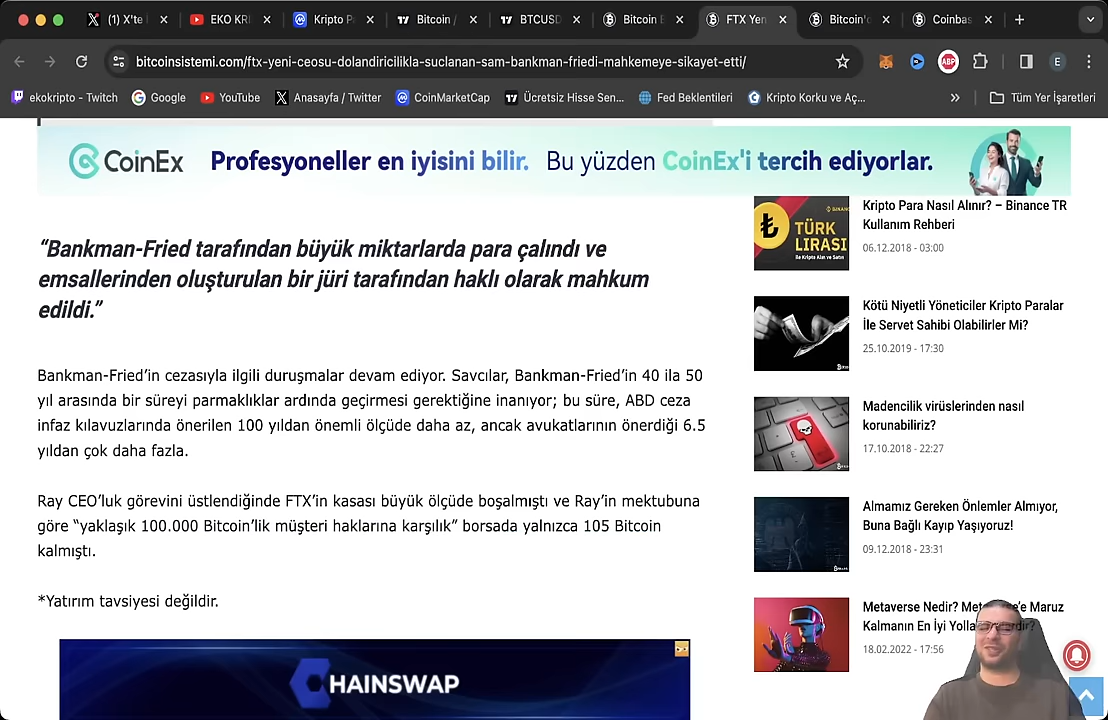 (1) X'te
EKO KRİ
Kripto P
Bitcoin /
BTCUSD
Bitcoin E
FTX Yen
Bitcoin'd
Coinbas
bitcoinsistemi.com/ftx-yeni-ceosu-dolandiricilikla-suclanan-sam-bankman-friedi-mahkemeye-sikayet-etti/
ABP
E
ekokripto - Twitch
Google
YouTube
Anasayfa / Twitter
CoinMarketCap
Ücretsiz Hisse Sen...
Fed Beklentileri
Kripto Korku ve Aç...
Tüm Yer İşaretleri
CoinEx Profesyoneller en iyisini bilir. Bu yüzden CoinEx'i tercih ediyorlar.
“Bankman-Fried tarafından büyük miktarlarda para çalındı ve
emsallerinden oluşturulan bir jüri tarafından haklı olarak mahkum
edildi.”
Bankman-Fried’in cezasıyla ilgili duruşmalar devam ediyor. Savcılar, Bankman-Fried’in 40 ila 50
yıl arasında bir süreyi parmaklıklar ardında geçirmesi gerektiğine inanıyor; bu süre, ABD ceza
infaz kılavuzlarında önerilen 100 yıldan önemli ölçüde daha az, ancak avukatlarının önerdiği 6.5
yıldan çok daha fazla.
Ray CEO’luk görevini üstlendiğinde FTX’in kasası büyük ölçüde boşalmıştı ve Ray’in mektubuna
göre “yaklaşık 100.000 Bitcoin’lik müşteri haklarına karşılık” borsada yalnızca 105 Bitcoin
kalmıştı.
*Yatırım tavsiyesi değildir.
HAINSWAP
TÜRK
LIRASI
Kripto Para Nasıl Alınır? – Binance TR
Kullanım Rehberi
06.12.2018 - 03:00
Kötü Niyetli Yöneticiler Kripto Paralar
İle Servet Sahibi Olabilirler Mi?
25.10.2019 - 17:30
Madencilik virüslerinden nasıl
korunabiliriz?
17.10.2018 - 22:27
Almamız Gereken Önlemler Almıyor,
Buna Bağlı Kayıp Yaşıyoruz!
09.12.2018 - 23:31
Metaverse Nedir? Maruz
Kalmanın En İyi
18.02.2022 - 17:56